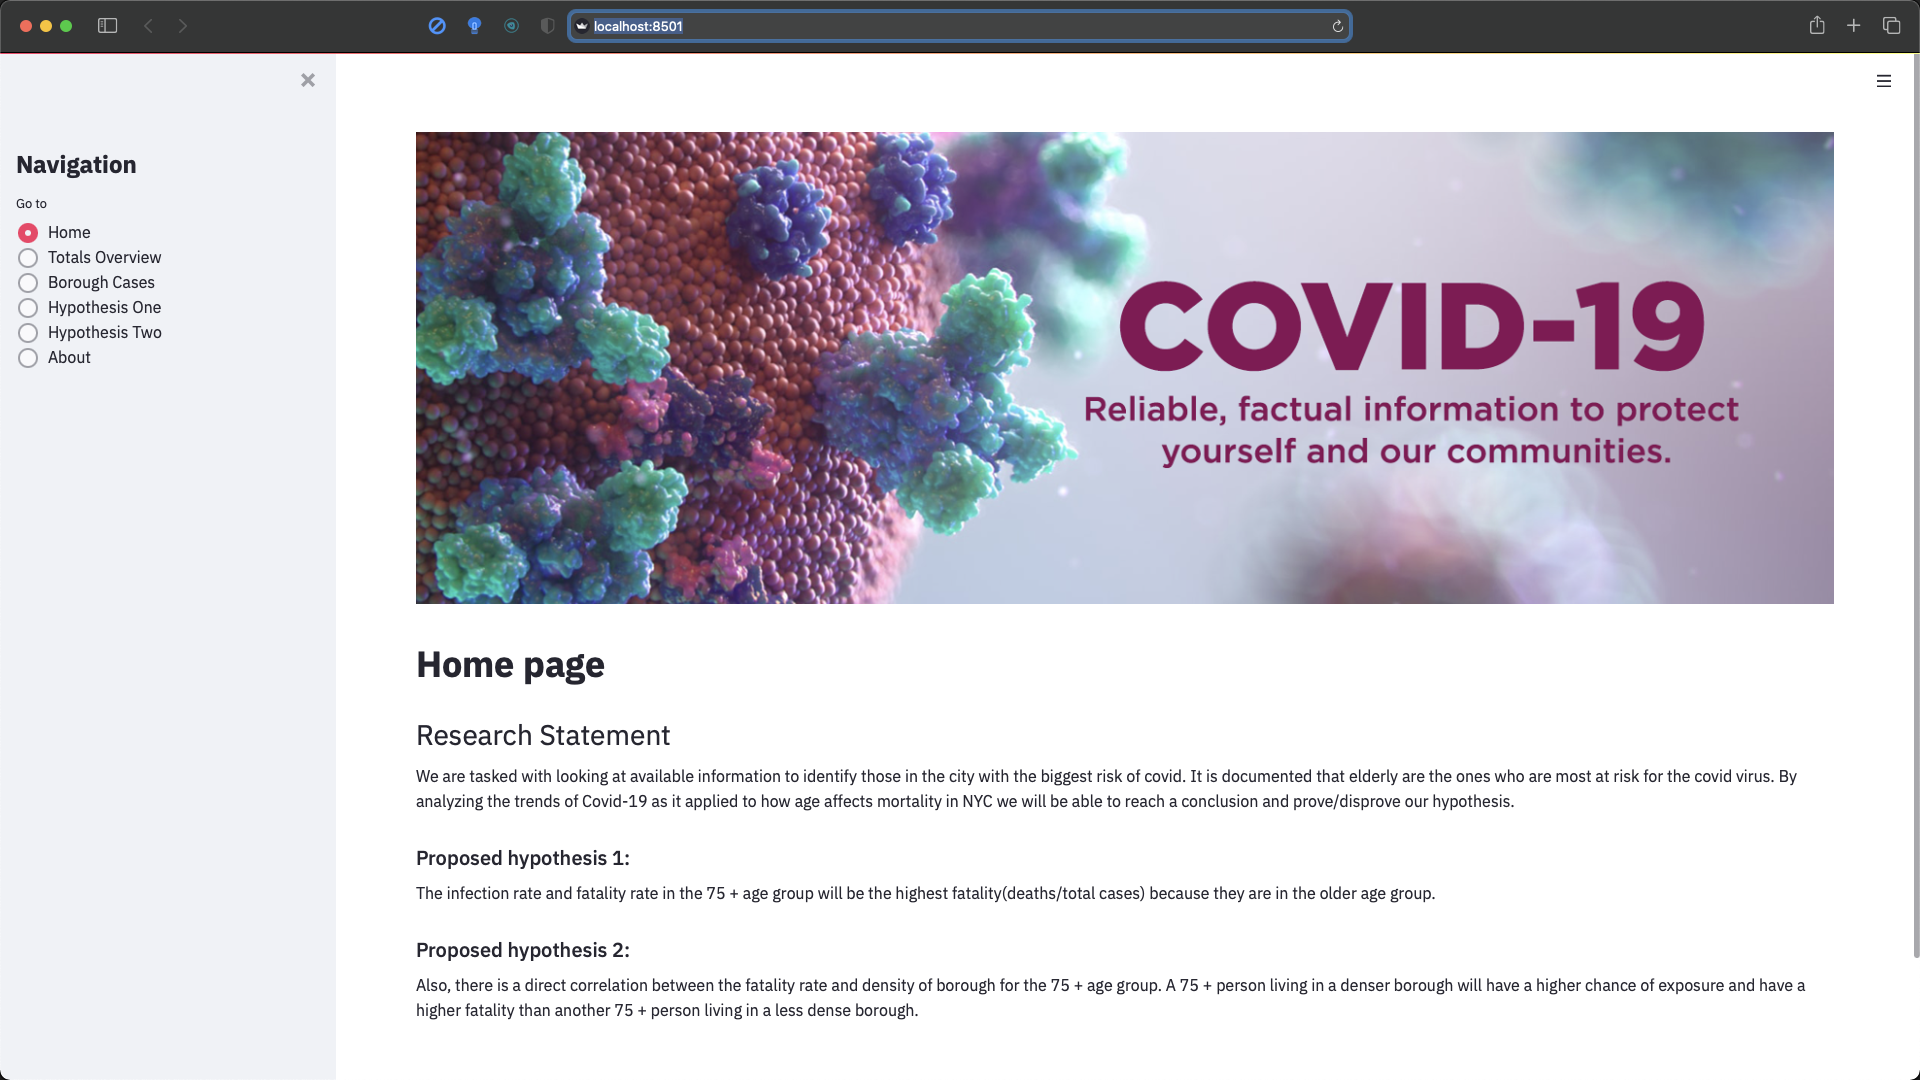 localhost:8501
Navigation
Go to
Home
Totals Overview
Borough Cases
Hypothesis One
Hypothesis Two
About
COVID-19
Reliable, factual information to protect
yourself and our communities.
Home page
Research Statement
We are tasked with looking at available information to identify those in the city with the biggest risk of covid. It is documented that elderly are the ones who are most at risk for the covid virus. By
analyzing the trends of Covid-19 as it applied to how age affects mortality in NYC we will be able to reach a conclusion and prove/disprove our hypothesis.
Proposed hypothesis 1:
The infection rate and fatality rate in the 75 + age group will be the highest fatality(deaths/total cases) because they are in the older age group.
Proposed hypothesis 2:
Also, there is a direct correlation between the fatality rate and density of borough for the 75 + age group. A 75 + person living in a denser borough will have a higher chance of exposure and have a
higher fatality than another 75 + person living in a less dense borough.